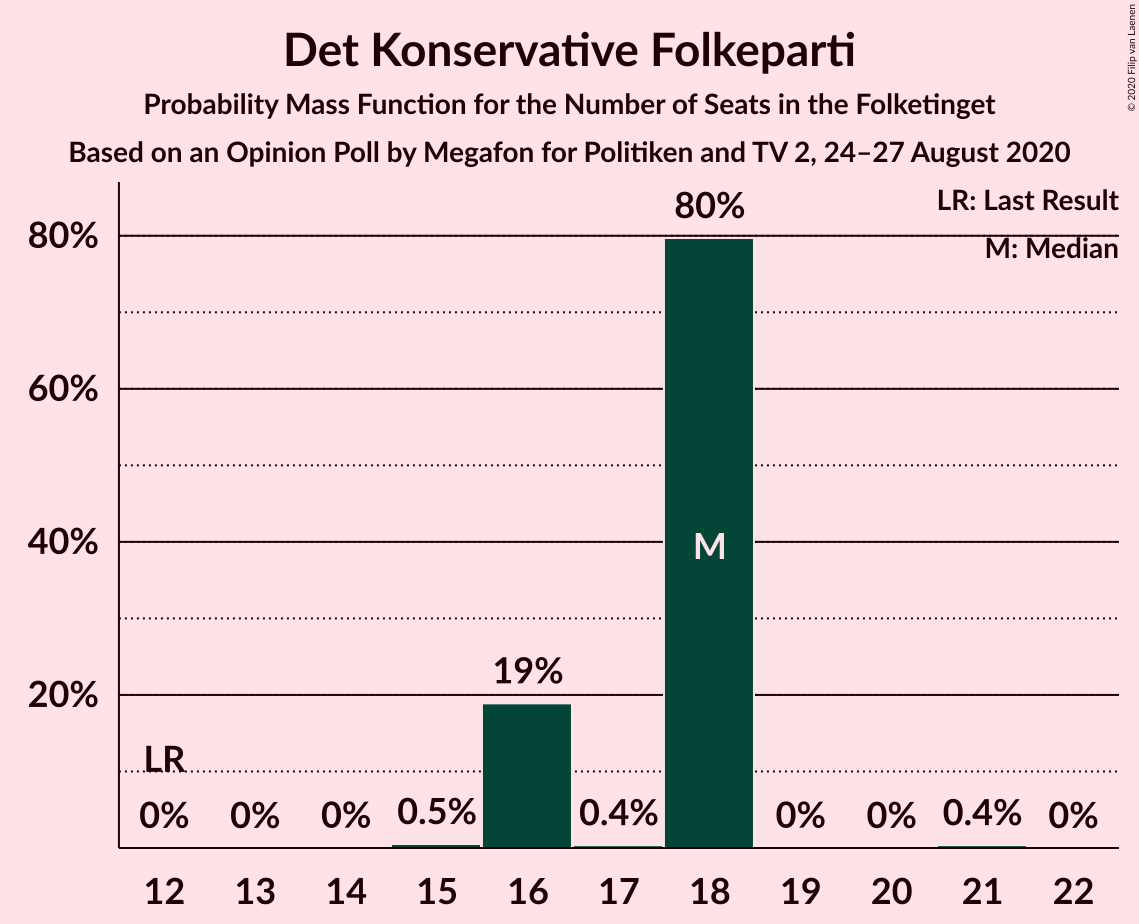 Det Konservative Folkeparti
Probability Mass Function for the Number of Seats in the Folketinget
Based on an Opinion Poll by Megafon for Politiken and TV 2, 24–27 August 2020
© 2020 Filip van Laenen
LR: Last Result
M: Median
80%
60%
40%
20%
LR
0%
0%
0%
0.5%
19%
0.4%
80%
M
0%
0%
0.4%
0%
12 13 14 15 16 17 18 19 20 21 22